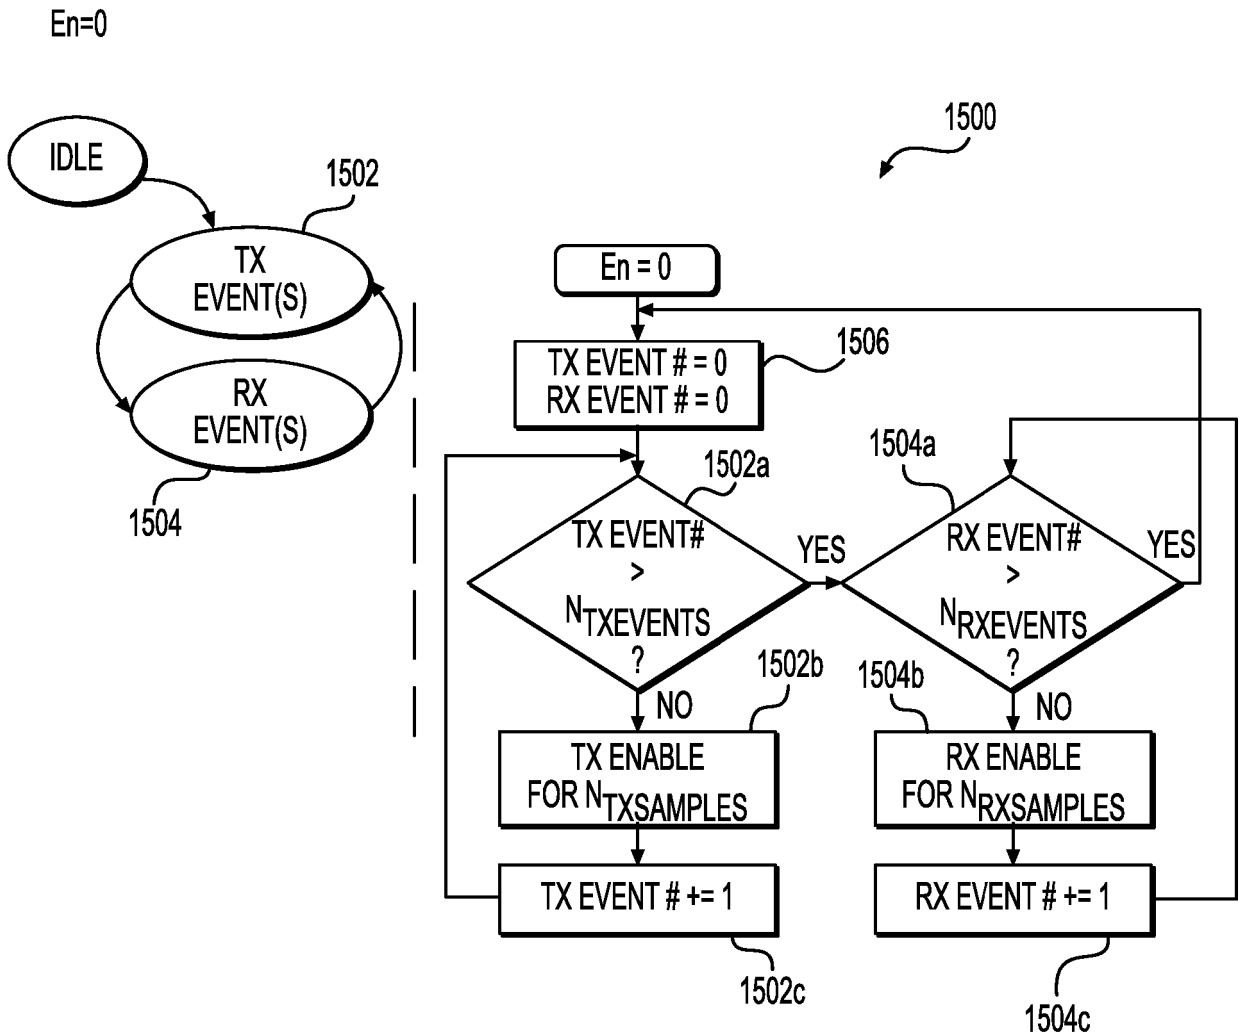 En=0
1500
IDLE
1502
TX
EVENT(S)
RX
EVENT(S)
1504
En = 0
1506
TX EVENT # = 0
RX EVENT # = 0
1502a
TX EVENT#
>
NTXEVENTS
?
YES
NO
1504a
RX EVENT#
>
NRXEVENTS
?
YES
NO
1502b
TX ENABLE
FOR NTXSAMPLES
1504b
RX ENABLE
FOR NRXSAMPLES
TX EVENT # += 1
1502c
RX EVENT # += 1
1504c